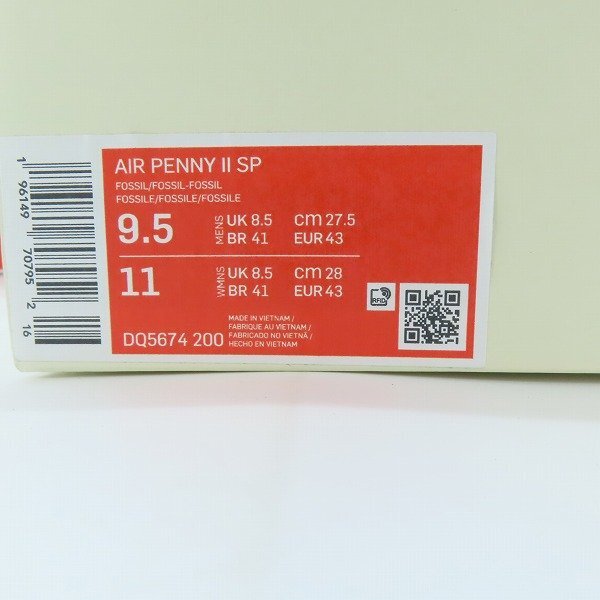 AIR PENNY II SP
FOSSIL/FOSSIL-FOSSIL
FOSSILE/FOSSILE/FOSSILE
9.5 MENS UK 8.5 CM 27.5
BR 41 EUR 43
11 WMNS UK 8.5 CM 28
BR 41 EUR 43
RFID
DQ5674 200
MADE IN VIETNAM /
FABRIQUE AU VIETNAM /
FABRICADO NO VIETNÃ /
HECHO EN VIETNAM
1 96149 70795 2 16